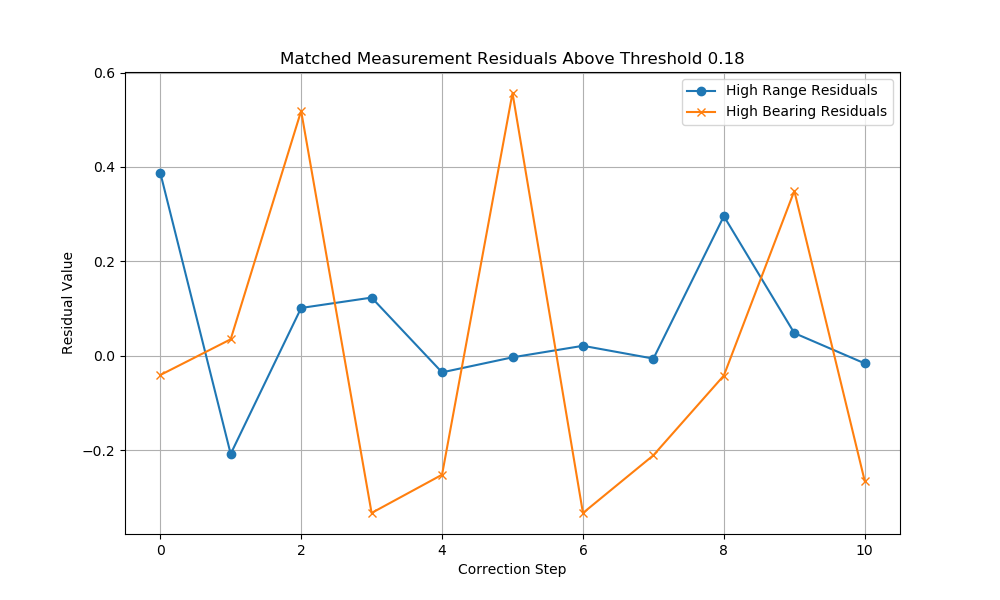 Matched Measurement Residuals Above Threshold 0.18
High Range Residuals
High Bearing Residuals
Residual Value
0.6
0.4
0.2
0.0
−0.2
0 2 4 6 8 10
Correction Step